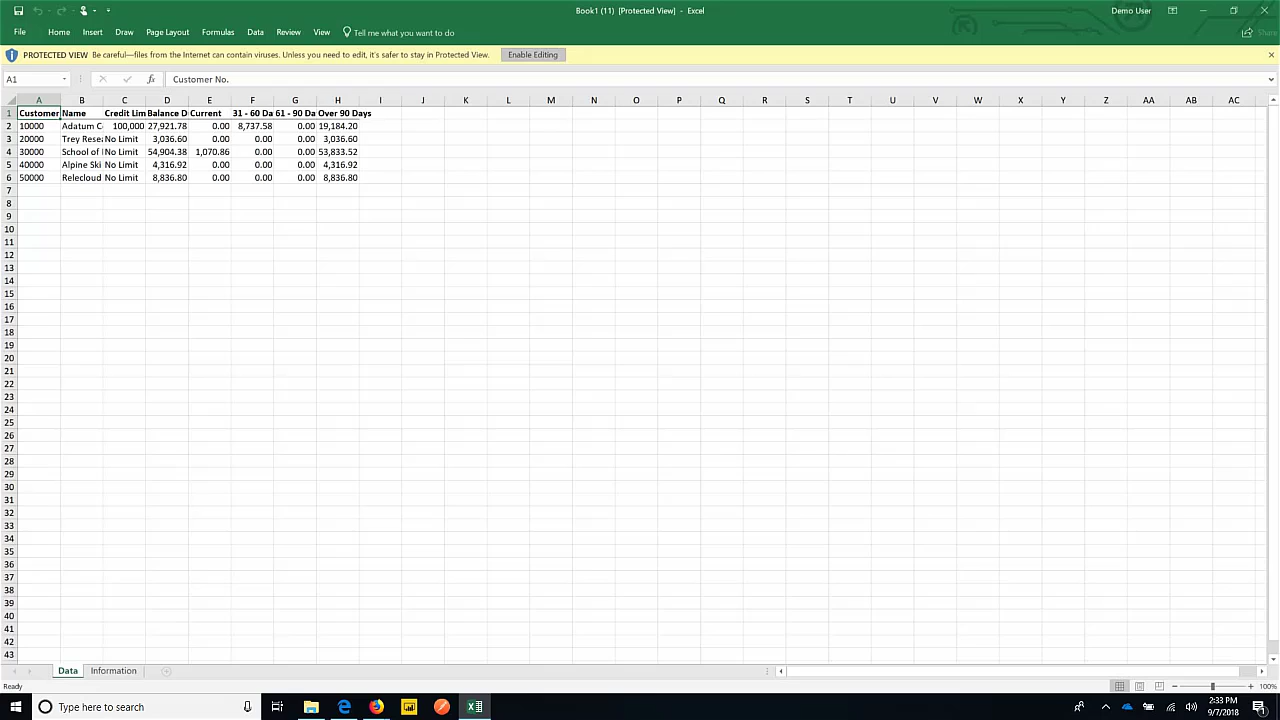 Book1 (11) [Protected View] - Excel
Demo User
File Home Insert Draw Page Layout Formulas Data Review View Tell me what you want to do
Share
PROTECTED VIEW Be careful—files from the Internet can contain viruses. Unless you need to edit, it's safer to stay in Protected View. Enable Editing
A1 fx Customer No.
A B C D E F G H I J K L M N O P Q R S T U V W X Y Z AA AB AC
1 Customer Name Credit Lim Balance D Current 31 - 60 Da 61 - 90 Da Over 90 Days
2 10000 Adatum C 100,000 27,921.78 0.00 8,737.58 0.00 19,184.20
3 20000 Trey Rese No Limit 3,036.60 0.00 0.00 0.00 3,036.60
4 30000 School of No Limit 54,904.38 1,070.86 0.00 0.00 53,833.52
5 40000 Alpine Ski No Limit 4,316.92 0.00 0.00 0.00 4,316.92
6 50000 Relecloud No Limit 8,836.80 0.00 0.00 0.00 8,836.80
7
8
9
10
11
12
13
14
15
16
17
18
19
20
21
22
23
24
25
26
27
28
29
30
31
32
33
34
35
36
37
38
39
40
41
42
43
Data Information
Ready
100%
Type here to search
2:33 PM
9/7/2018